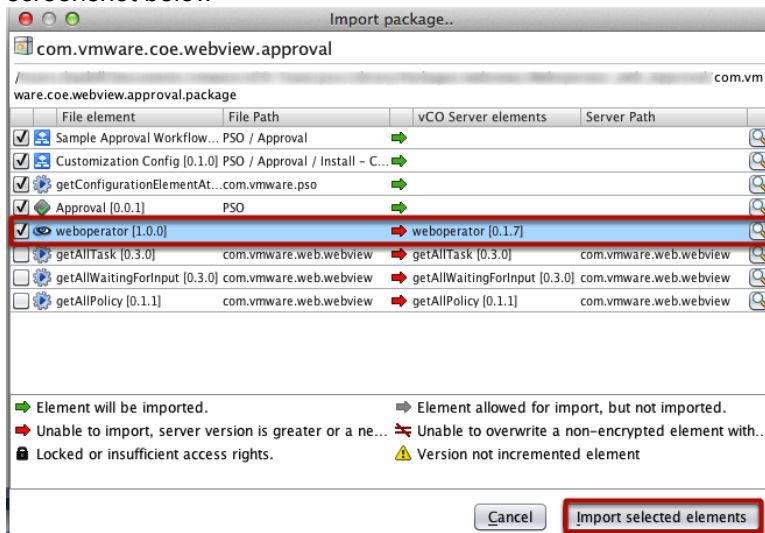 Import package..
com.vmware.coe.webview.approval
/ com.vm
ware.coe.webview.approval.package
File element File Path vCO Server elements Server Path
Sample Approval Workflow... PSO / Approval
Customization Config [0.1.0] PSO / Approval / Install – C...
getConfigurationElementAt... com.vmware.pso
Approval [0.0.1] PSO
weboperator [1.0.0] weboperator [0.1.7]
getAllTask [0.3.0] com.vmware.web.webview getAllTask [0.3.0] com.vmware.web.webview
getAllWaitingForInput [0.3.0] com.vmware.web.webview getAllWaitingForInput [0.3.0] com.vmware.web.webview
getAllPolicy [0.1.1] com.vmware.web.webview getAllPolicy [0.1.1] com.vmware.web.webview
Element will be imported. Element allowed for import, but not imported.
Unable to import, server version is greater or a ne... Unable to overwrite a non-encrypted element with..
Locked or insufficient access rights. Version not incremented element
Cancel Import selected elements